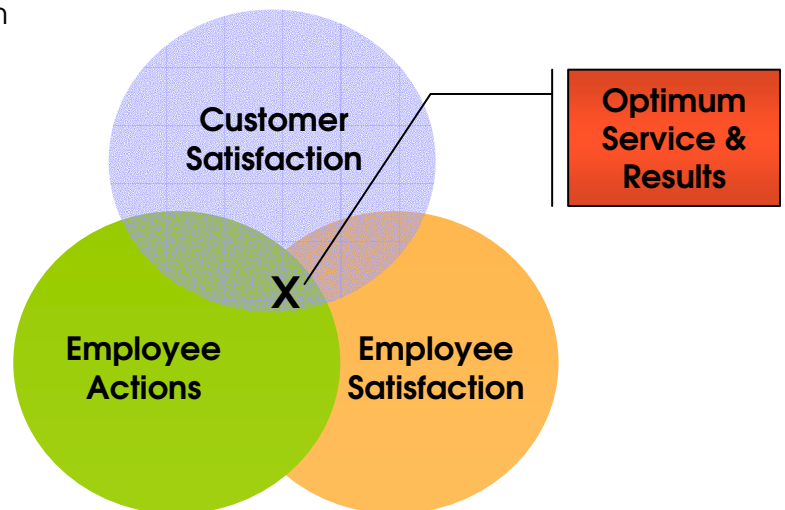 n
Customer
Satisfaction
Optimum
Service &
Results
X
Employee
Actions
Employee
Satisfaction